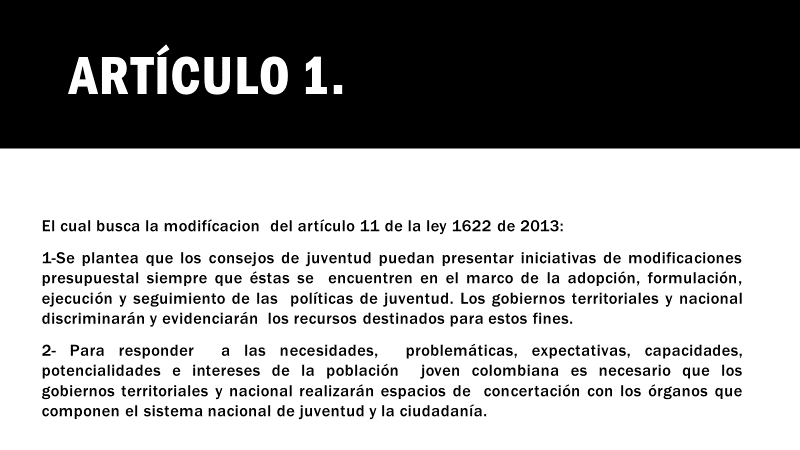 ARTÍCULO 1.
El cual busca la modifícacion del artículo 11 de la ley 1622 de 2013:
1-Se plantea que los consejos de juventud puedan presentar iniciativas de modificaciones
presupuestal siempre que éstas se encuentren en el marco de la adopción, formulación,
ejecución y seguimiento de las políticas de juventud. Los gobiernos territoriales y nacional
discriminarán y evidenciarán los recursos destinados para estos fines.
2- Para responder a las necesidades, problemáticas, expectativas, capacidades,
potencialidades e intereses de la población joven colombiana es necesario que los
gobiernos territoriales y nacional realizarán espacios de concertación con los órganos que
componen el sistema nacional de juventud y la ciudadanía.